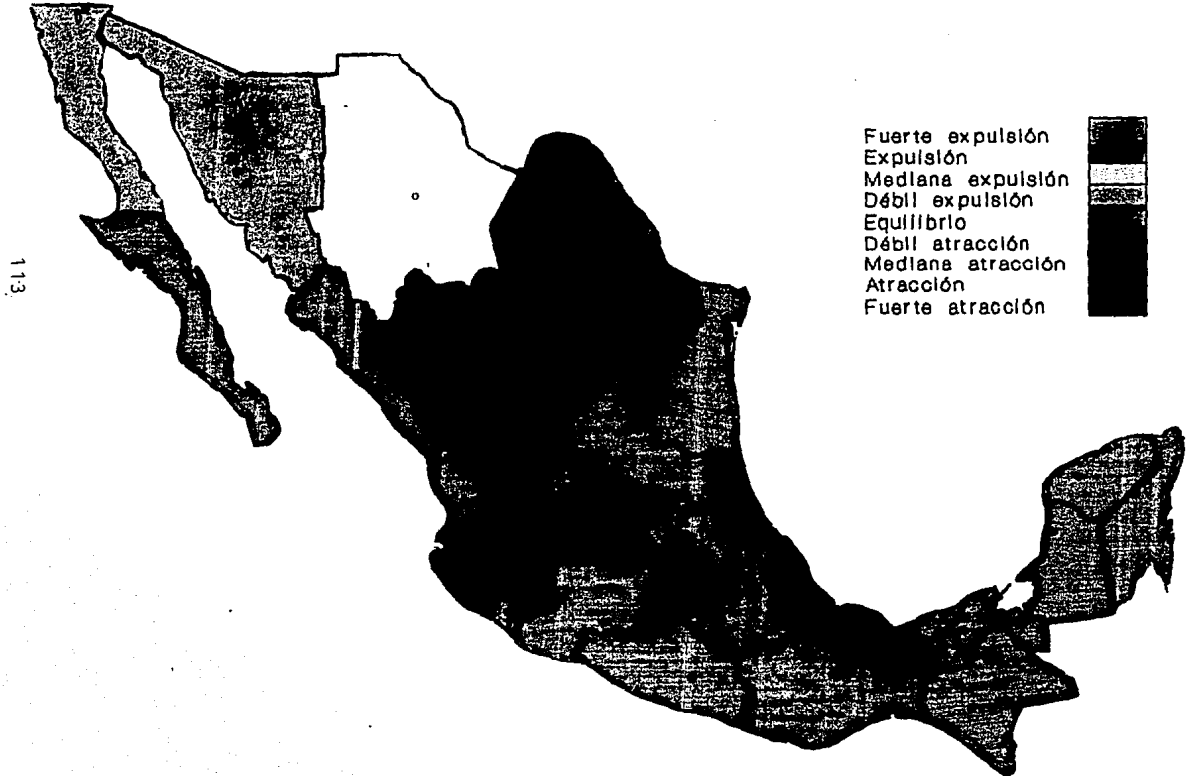 Fuerte expulsión
Expulsión
Mediana expulsión
Débil expulsión
Equilibrio
Débil atracción
Mediana atracción
Atracción
Fuerte atracción
113